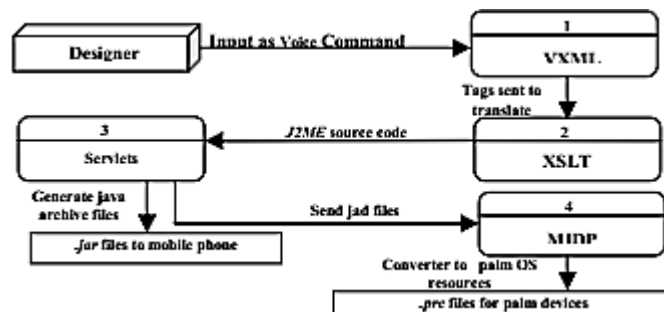 Designer
Input as Voice Command
1
VXML
Tags sent to
translate
3
Servlets
J2ME source code
2
XSLT
Generate java
archive files
Send jad files
4
MIDP
.jar files to mobile phone
Converter to palm OS
resources
.prc files for palm devices